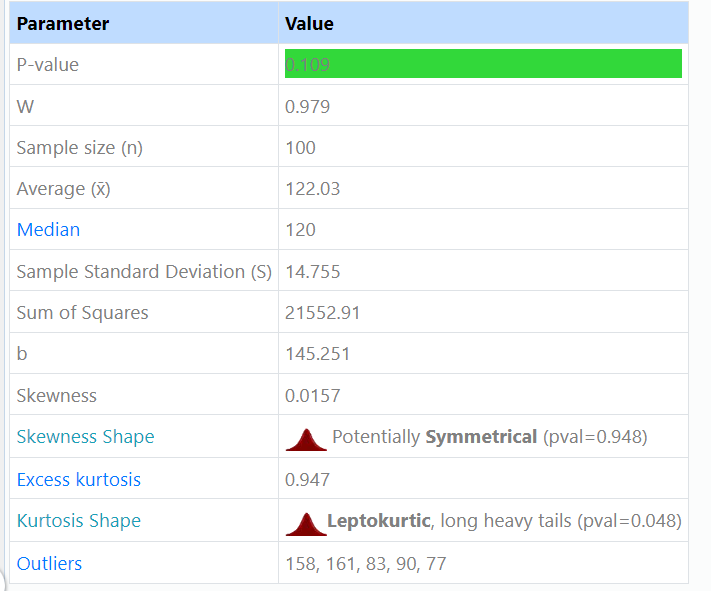 Parameter Value
P-value 0.109
W 0.979
Sample size (n) 100
Average (x̄) 122.03
Median 120
Sample Standard Deviation (S) 14.755
Sum of Squares 21552.91
b 145.251
Skewness 0.0157
Skewness Shape Potentially Symmetrical (pval=0.948)
Excess kurtosis 0.947
Kurtosis Shape Leptokurtic, long heavy tails (pval=0.048)
Outliers 158, 161, 83, 90, 77